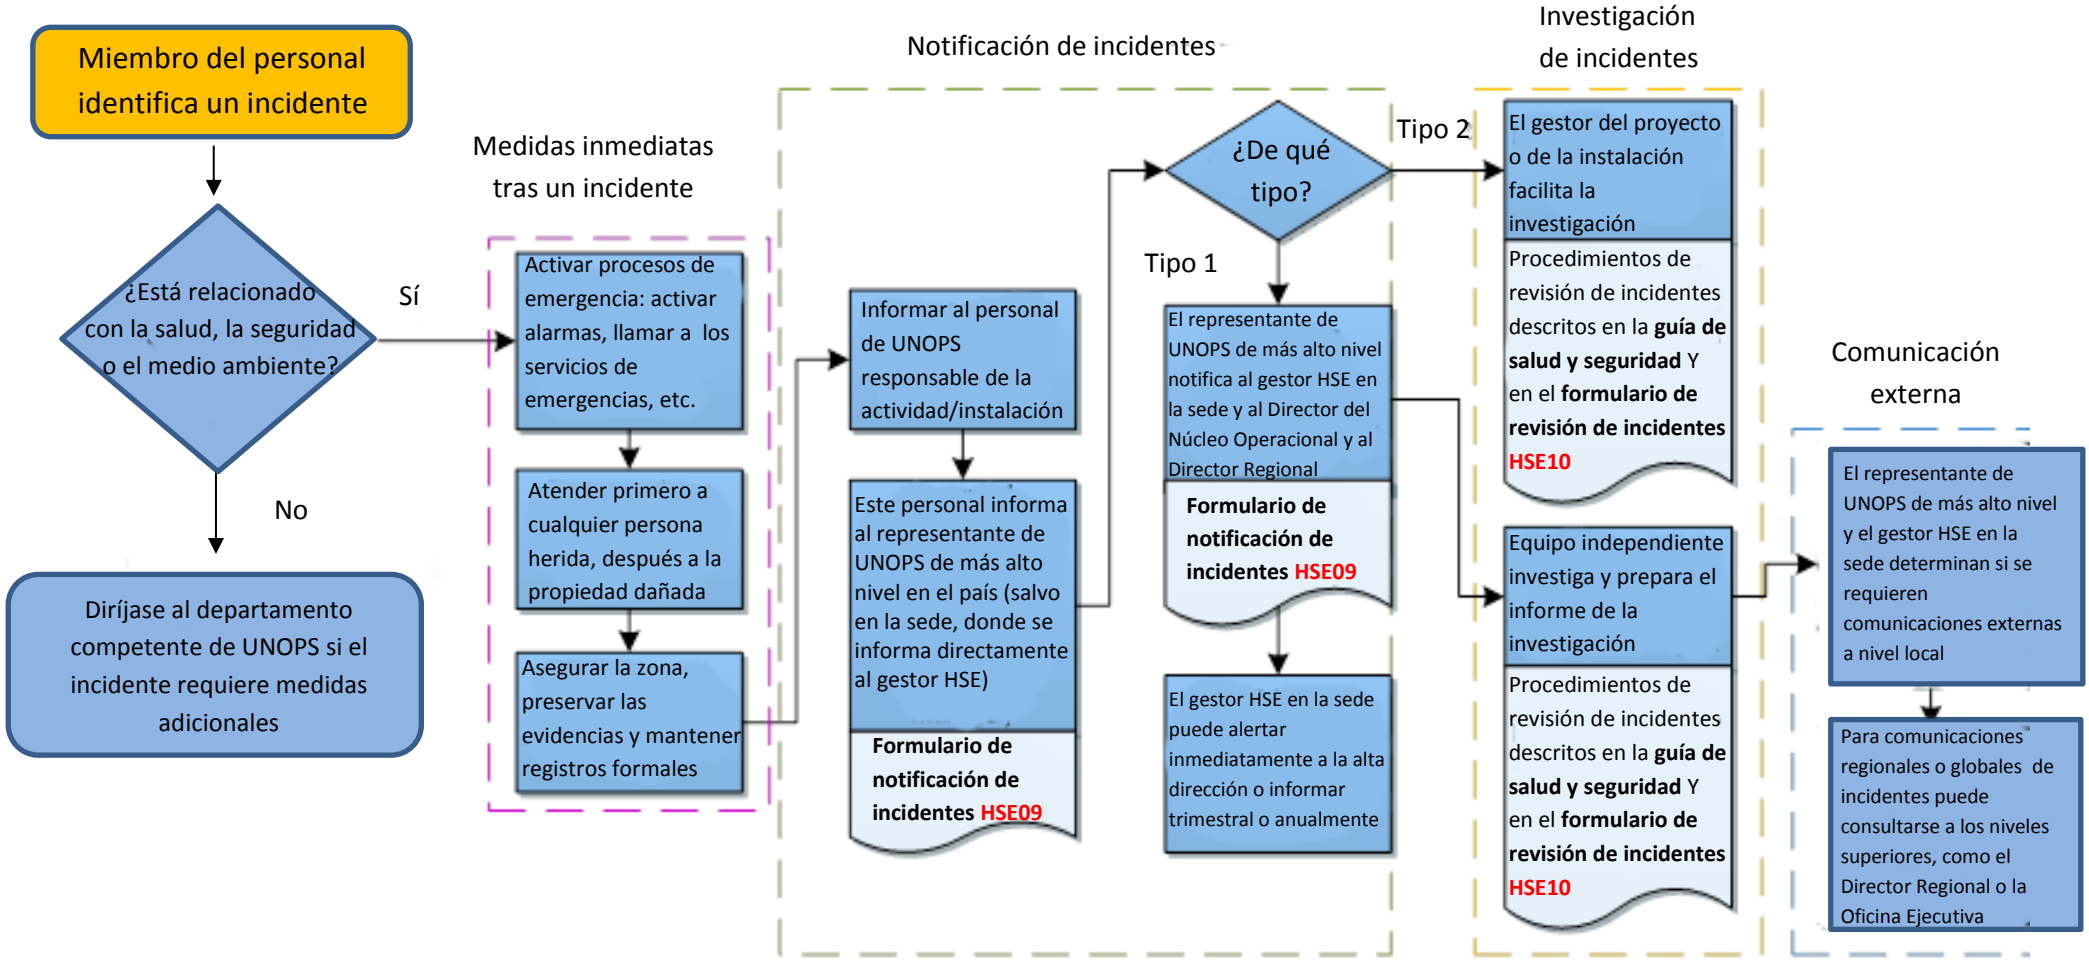 Miembro del personal
identifica un incidente
¿Está relacionado
con la salud, la seguridad
o el medio ambiente?
Sí
No
Diríjase al departamento
competente de UNOPS si el
incidente requiere medidas
adicionales
Medidas inmediatas
tras un incidente
Activar procesos de
emergencia: activar
alarmas, llamar a los
servicios de
emergencias, etc.
Atender primero a
cualquier persona
herida, después a la
propiedad dañada
Asegurar la zona,
preservar las
evidencias y mantener
registros formales
Notificación de incidentes
Informar al personal
de UNOPS
responsable de la
actividad/instalación
Este personal informa
al representante de
UNOPS de más alto
nivel en el país (salvo
en la sede, donde se
informa directamente
al gestor HSE)
Formulario de
notificación de
incidentes HSE09
¿De qué
tipo?
Tipo 2
Tipo 1
El representante de
UNOPS de más alto nivel
notifica al gestor HSE en
la sede y al Director del
Núcleo Operacional y al
Director Regional
Formulario de
notificación de
incidentes HSE09
El gestor HSE en la sede
puede alertar
inmediatamente a la alta
dirección o informar
trimestral o anualmente
Investigación
de incidentes
El gestor del proyecto
o de la instalación
facilita la
investigación
Procedimientos de
revisión de incidentes
descritos en la guía de
salud y seguridad Y
en el formulario de
revisión de incidentes
HSE10
Equipo independiente
investiga y prepara el
informe de la
investigación
Procedimientos de
revisión de incidentes
descritos en la guía de
salud y seguridad Y
en el formulario de
revisión de incidentes
HSE10
Comunicación
externa
El representante de
UNOPS de más alto nivel
y el gestor HSE en la
sede determinan si se
requieren
comunicaciones externas
a nivel local
Para comunicaciones
regionales o globales de
incidentes puede
consultarse a los niveles
superiores, como el
Director Regional o la
Oficina Ejecutiva